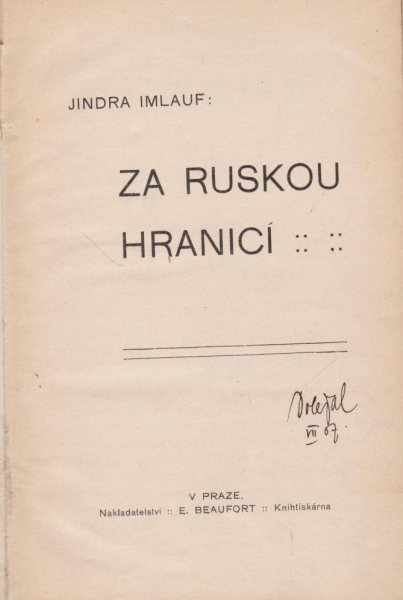 JINDRA IMLAUF:
ZA RUSKOU
HRANICÍ :: ::
Doležal
VII 07.
V PRAZE.
Nakladatelství :: E. BEAUFORT :: Knihtiskárna